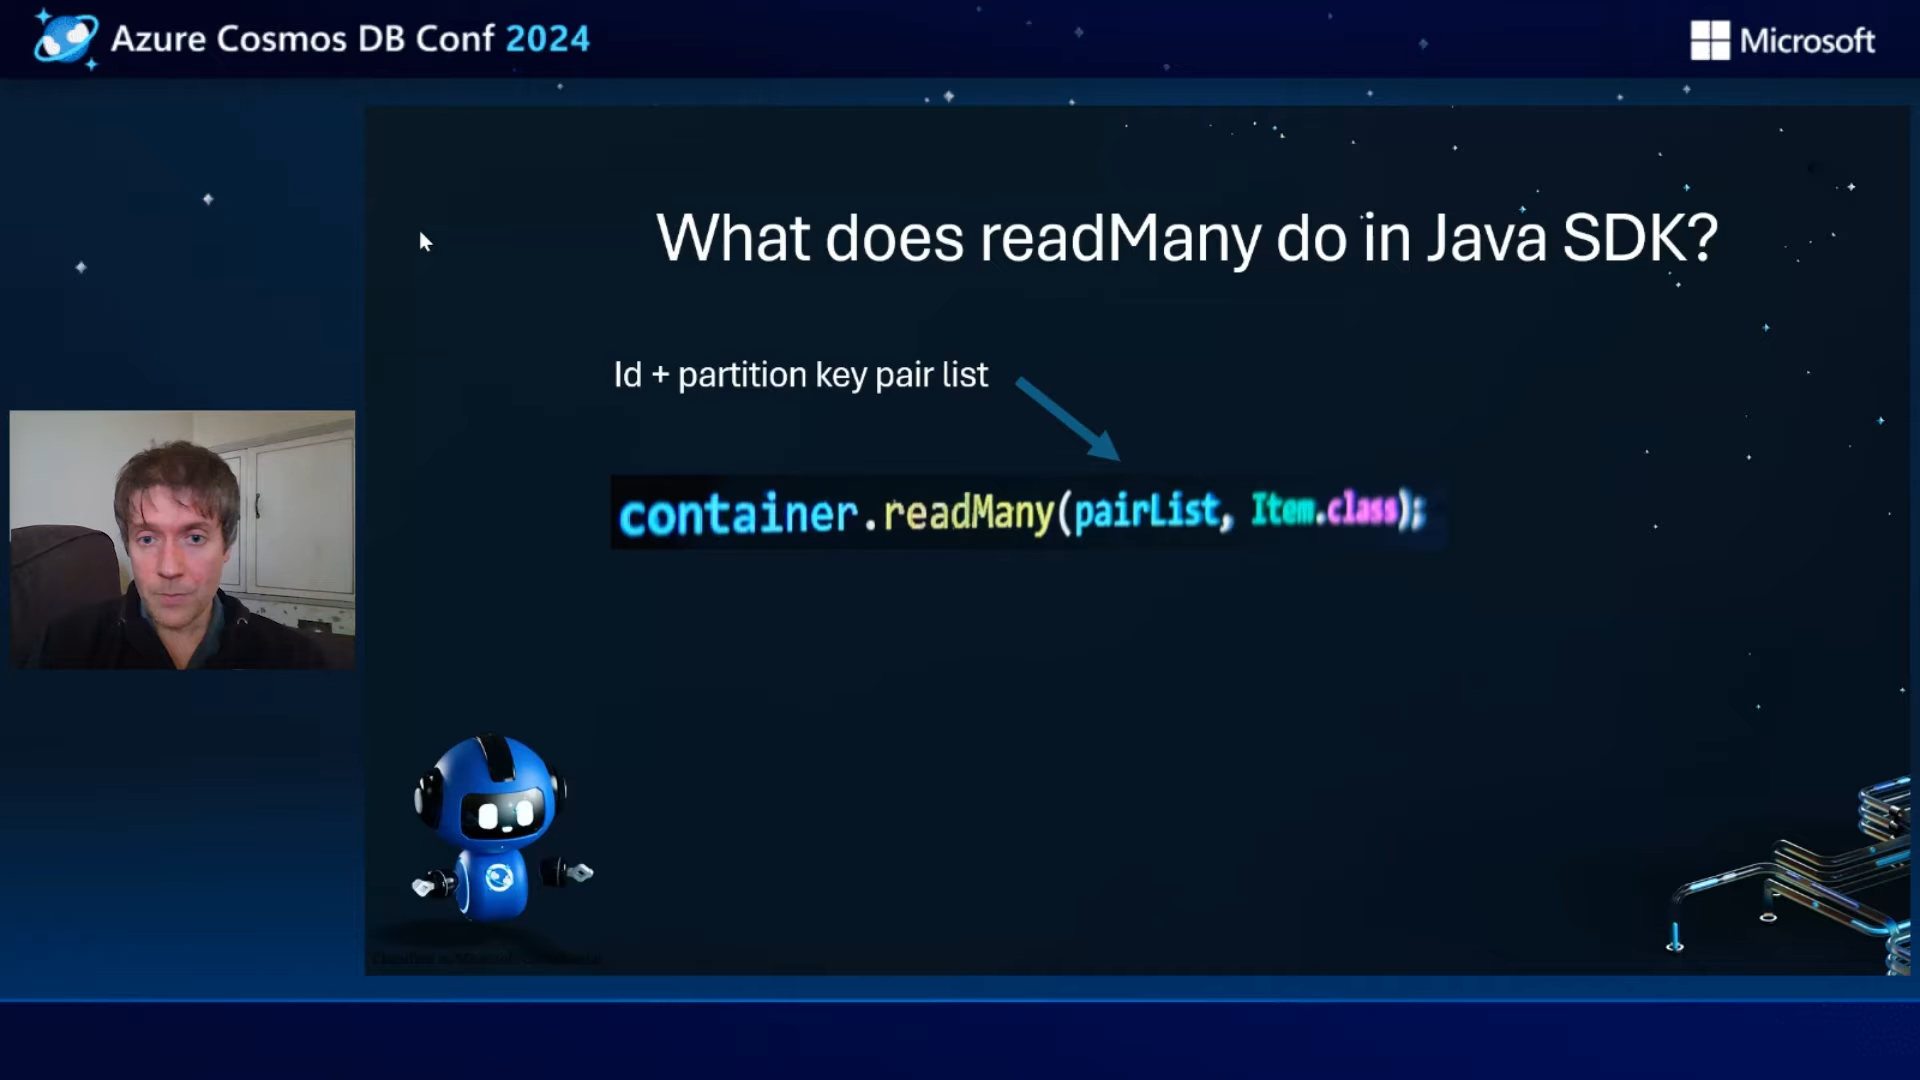 Azure Cosmos DB Conf 2024
Microsoft
What does readMany do in Java SDK?
Id + partition key pair list
container.readMany(pairList, Item.class);